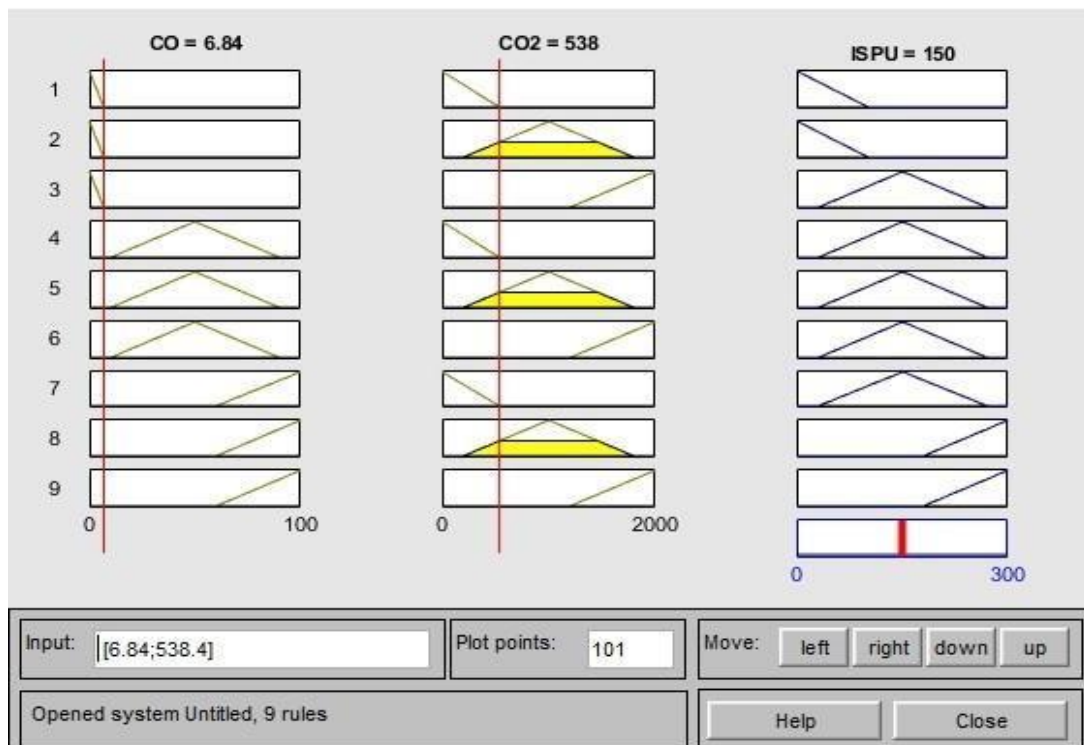 CO = 6.84 CO2 = 538 ISPU = 150
1
2
3
4
5
6
7
8
9
0 100 0 2000
0 300
Input: [6.84;538.4] Plot points: 101 Move: left right down up
Opened system Untitled, 9 rules Help Close